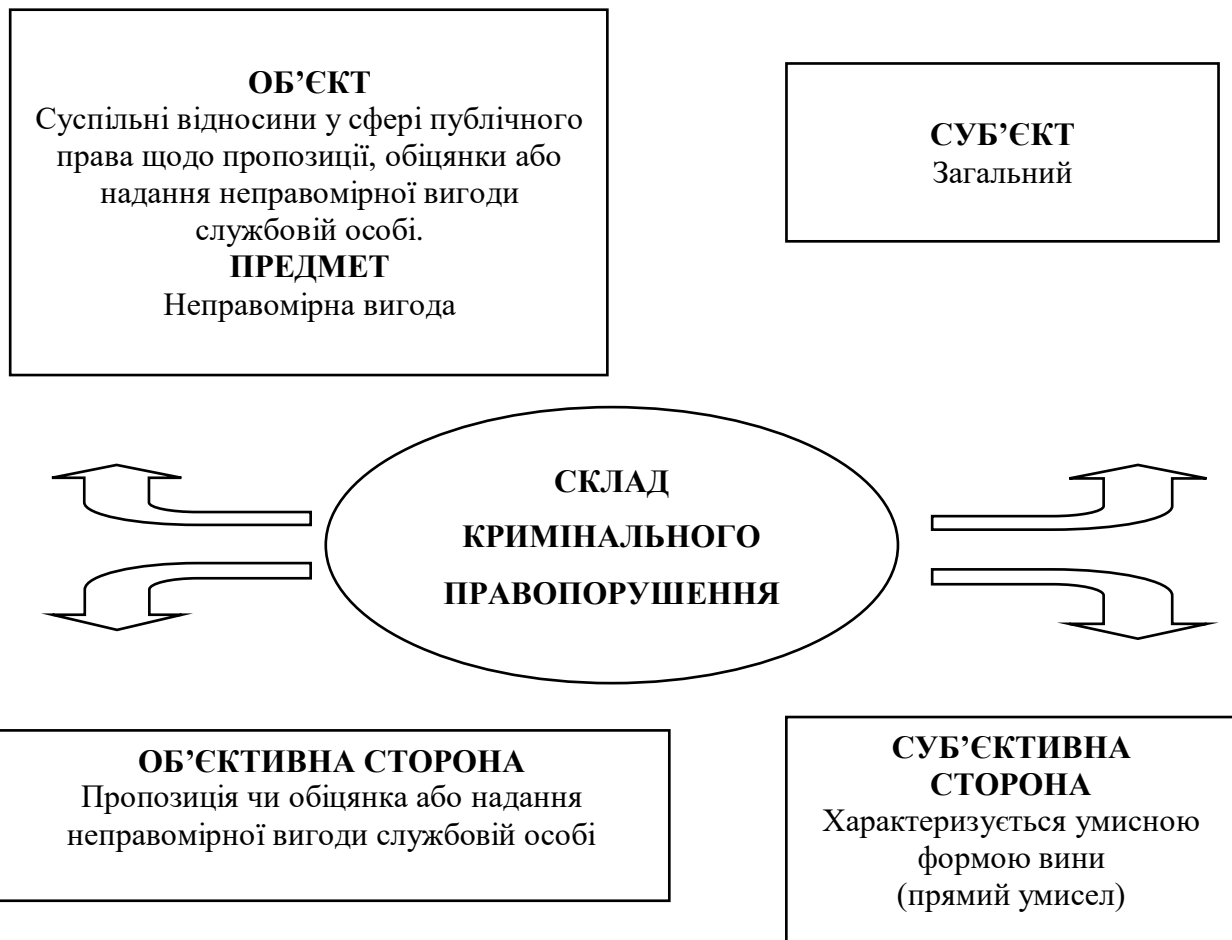 ОБ’ЄКТ
Суспільні відносини у сфері публічного
права щодо пропозиції, обіцянки або
надання неправомірної вигоди
службовій особі.
ПРЕДМЕТ
Неправомірна вигода
СУБ’ЄКТ
Загальний
СКЛАД
КРИМІНАЛЬНОГО
ПРАВОПОРУШЕННЯ
ОБ’ЄКТИВНА СТОРОНА
Пропозиція чи обіцянка або надання
неправомірної вигоди службовій особі
СУБ’ЄКТИВНА
СТОРОНА
Характеризується умисною
формою вини
(прямий умисел)